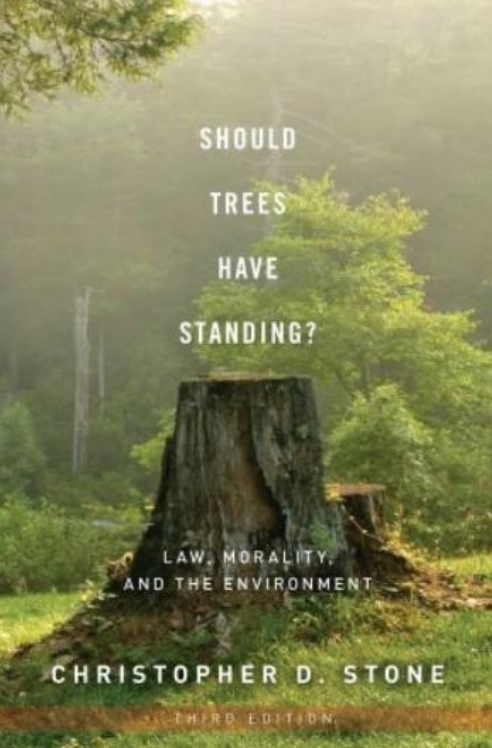 SHOULD
TREES
HAVE
STANDING?
LAW, MORALITY,
AND THE ENVIRONMENT
CHRISTOPHER D. STONE
THIRD EDITION